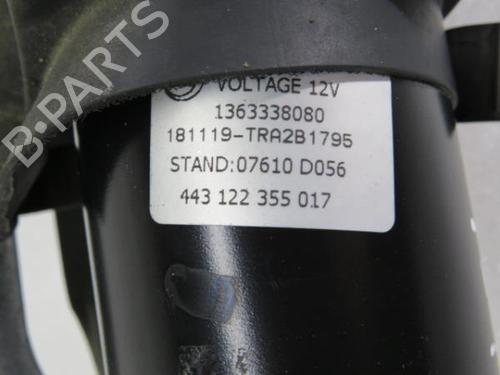 B-PARTS
VOLTAGE 12V
1363338080
181119-TRA2B1795
STAND:07610 D056
443 122 355 017